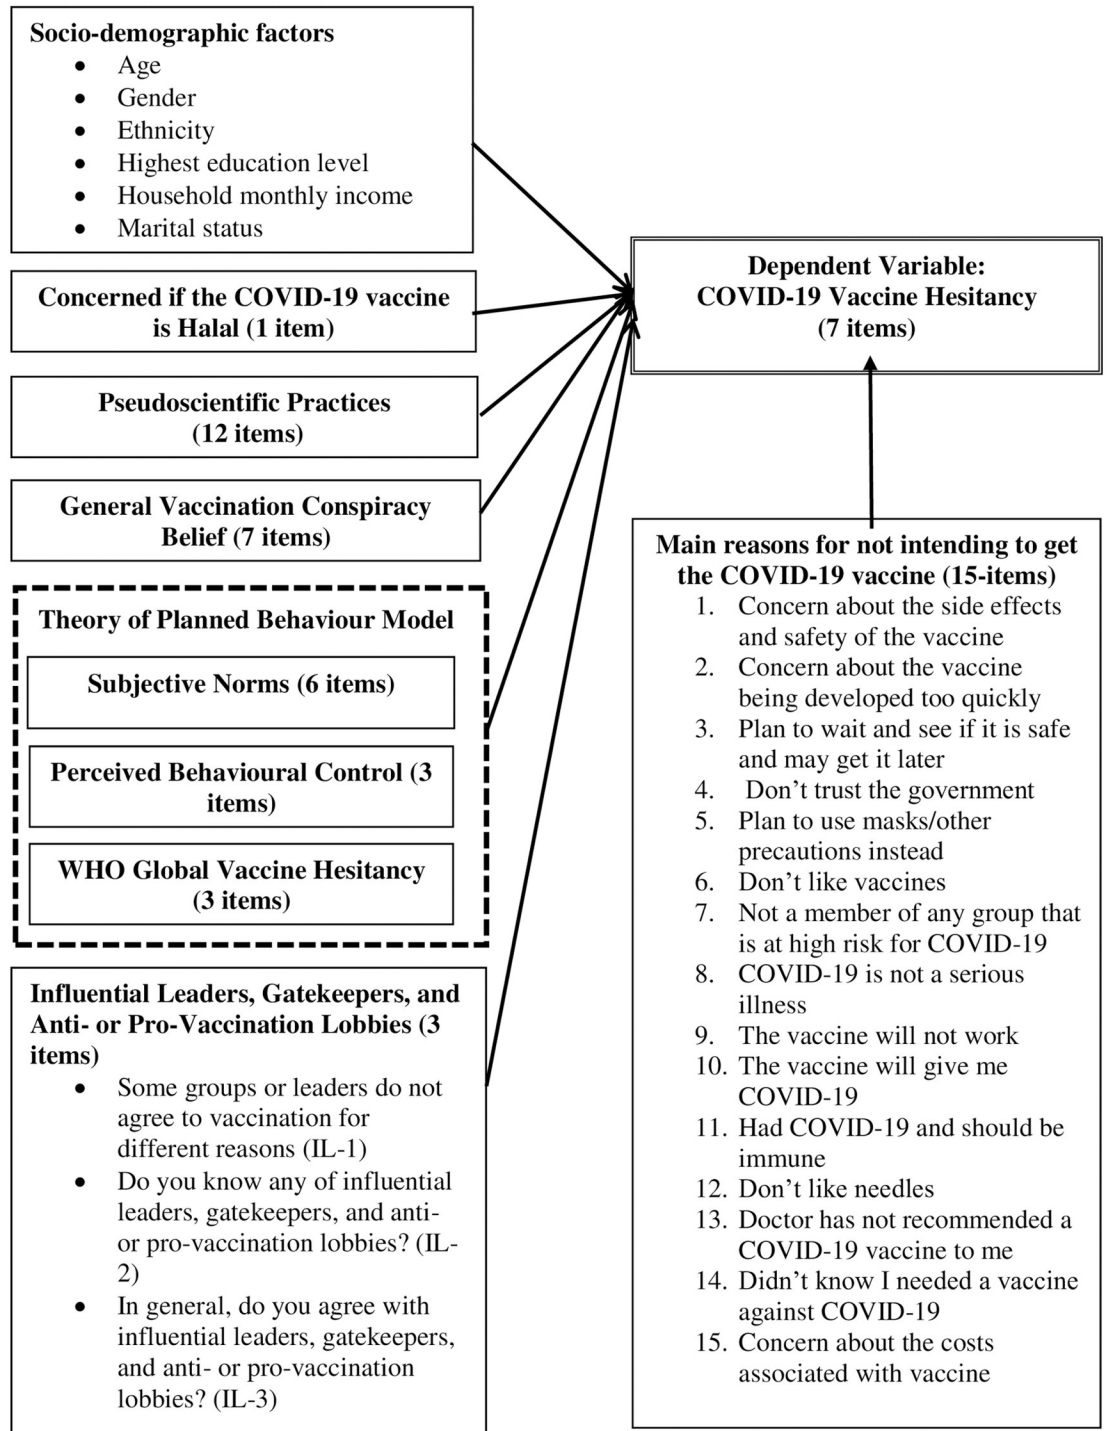 Socio-demographic factors
• Age
• Gender
• Ethnicity
• Highest education level
• Household monthly income
• Marital status
Concerned if the COVID-19 vaccine
is Halal (1 item)
Pseudoscientific Practices
(12 items)
General Vaccination Conspiracy
Belief (7 items)
Theory of Planned Behaviour Model
Subjective Norms (6 items)
Perceived Behavioural Control (3
items)
WHO Global Vaccine Hesitancy
(3 items)
Influential Leaders, Gatekeepers, and
Anti- or Pro-Vaccination Lobbies (3
items)
• Some groups or leaders do not
agree to vaccination for
different reasons (IL-1)
• Do you know any of influential
leaders, gatekeepers, and anti-
or pro-vaccination lobbies? (IL-
2)
• In general, do you agree with
influential leaders, gatekeepers,
and anti- or pro-vaccination
lobbies? (IL-3)
Dependent Variable:
COVID-19 Vaccine Hesitancy
(7 items)
Main reasons for not intending to get
the COVID-19 vaccine (15-items)
1. Concern about the side effects
and safety of the vaccine
2. Concern about the vaccine
being developed too quickly
3. Plan to wait and see if it is safe
and may get it later
4. Don't trust the government
5. Plan to use masks/other
precautions instead
6. Don't like vaccines
7. Not a member of any group that
is at high risk for COVID-19
8. COVID-19 is not a serious
illness
9. The vaccine will not work
10. The vaccine will give me
COVID-19
11. Had COVID-19 and should be
immune
12. Don't like needles
13. Doctor has not recommended a
COVID-19 vaccine to me
14. Didn't know I needed a vaccine
against COVID-19
15. Concern about the costs
associated with vaccine